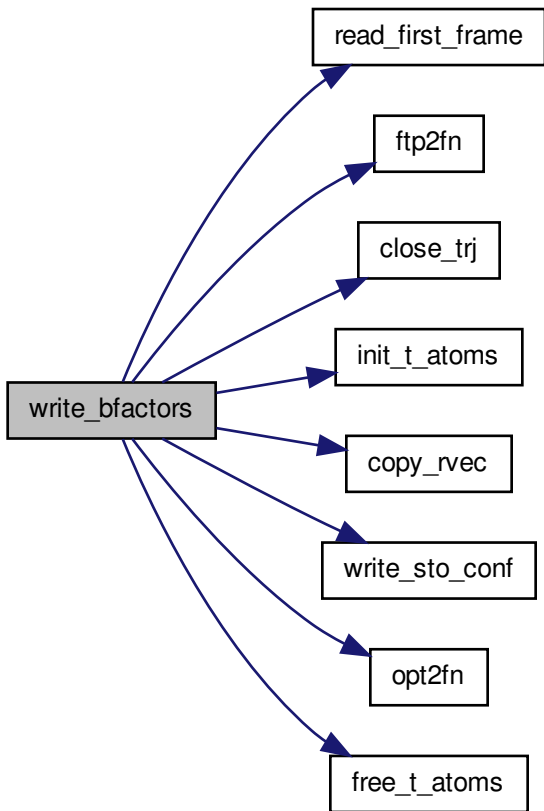 read_first_frame
ftp2fn
close_trj
init_t_atoms
write_bfactors
copy_rvec
write_sto_conf
opt2fn
free_t_atoms